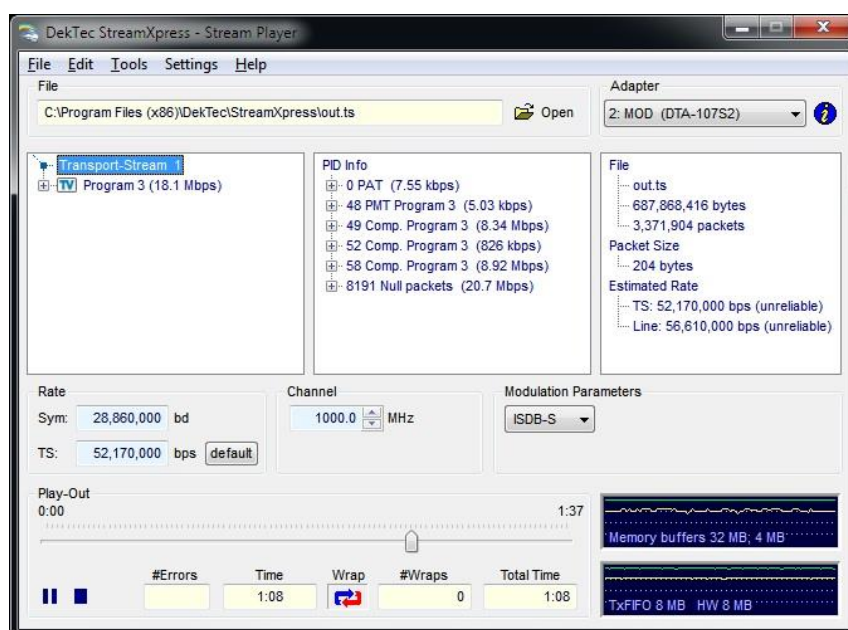 DekTec StreamXpress - Stream Player
File Edit Tools Settings Help
File
C:\Program Files (x86)\DekTec\StreamXpress\out.ts
Open
Adapter
2: MOD (DTA-107S2)
Transport-Stream 1
TV Program 3 (18.1 Mbps)
PID Info
0 PAT (7.55 kbps)
48 PMT Program 3 (5.03 kbps)
49 Comp. Program 3 (8.34 Mbps)
52 Comp. Program 3 (826 kbps)
58 Comp. Program 3 (8.92 Mbps)
8191 Null packets (20.7 Mbps)
File
out.ts
687,868,416 bytes
3,371,904 packets
Packet Size
204 bytes
Estimated Rate
TS: 52,170,000 bps (unreliable)
Line: 56,610,000 bps (unreliable)
Rate
Sym: 28,860,000 bd
TS: 52,170,000 bps default
Channel
1000.0 MHz
Modulation Parameters
ISDB-S
Play-Out
0:00 1:37
#Errors Time Wrap #Wraps Total Time
1:08 0 1:08
Memory buffers 32 MB; 4 MB
TxFIFO 8 MB HW 8 MB